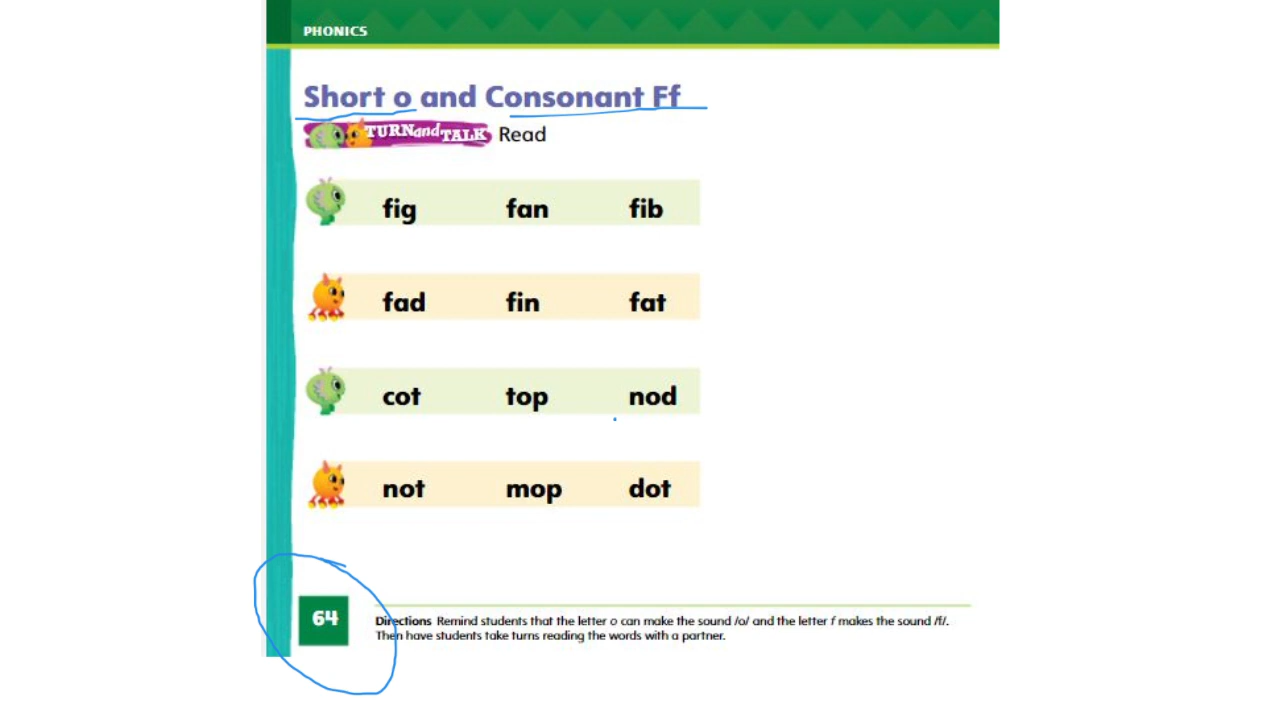 PHONICS
Short o and Consonant Ff
TURN and TALK Read
fig fan fib
fad fin fat
cot top nod
not mop dot
64
Directions Remind students that the letter o can make the sound /o/ and the letter f makes the sound /f/.
Then have students take turns reading the words with a partner.